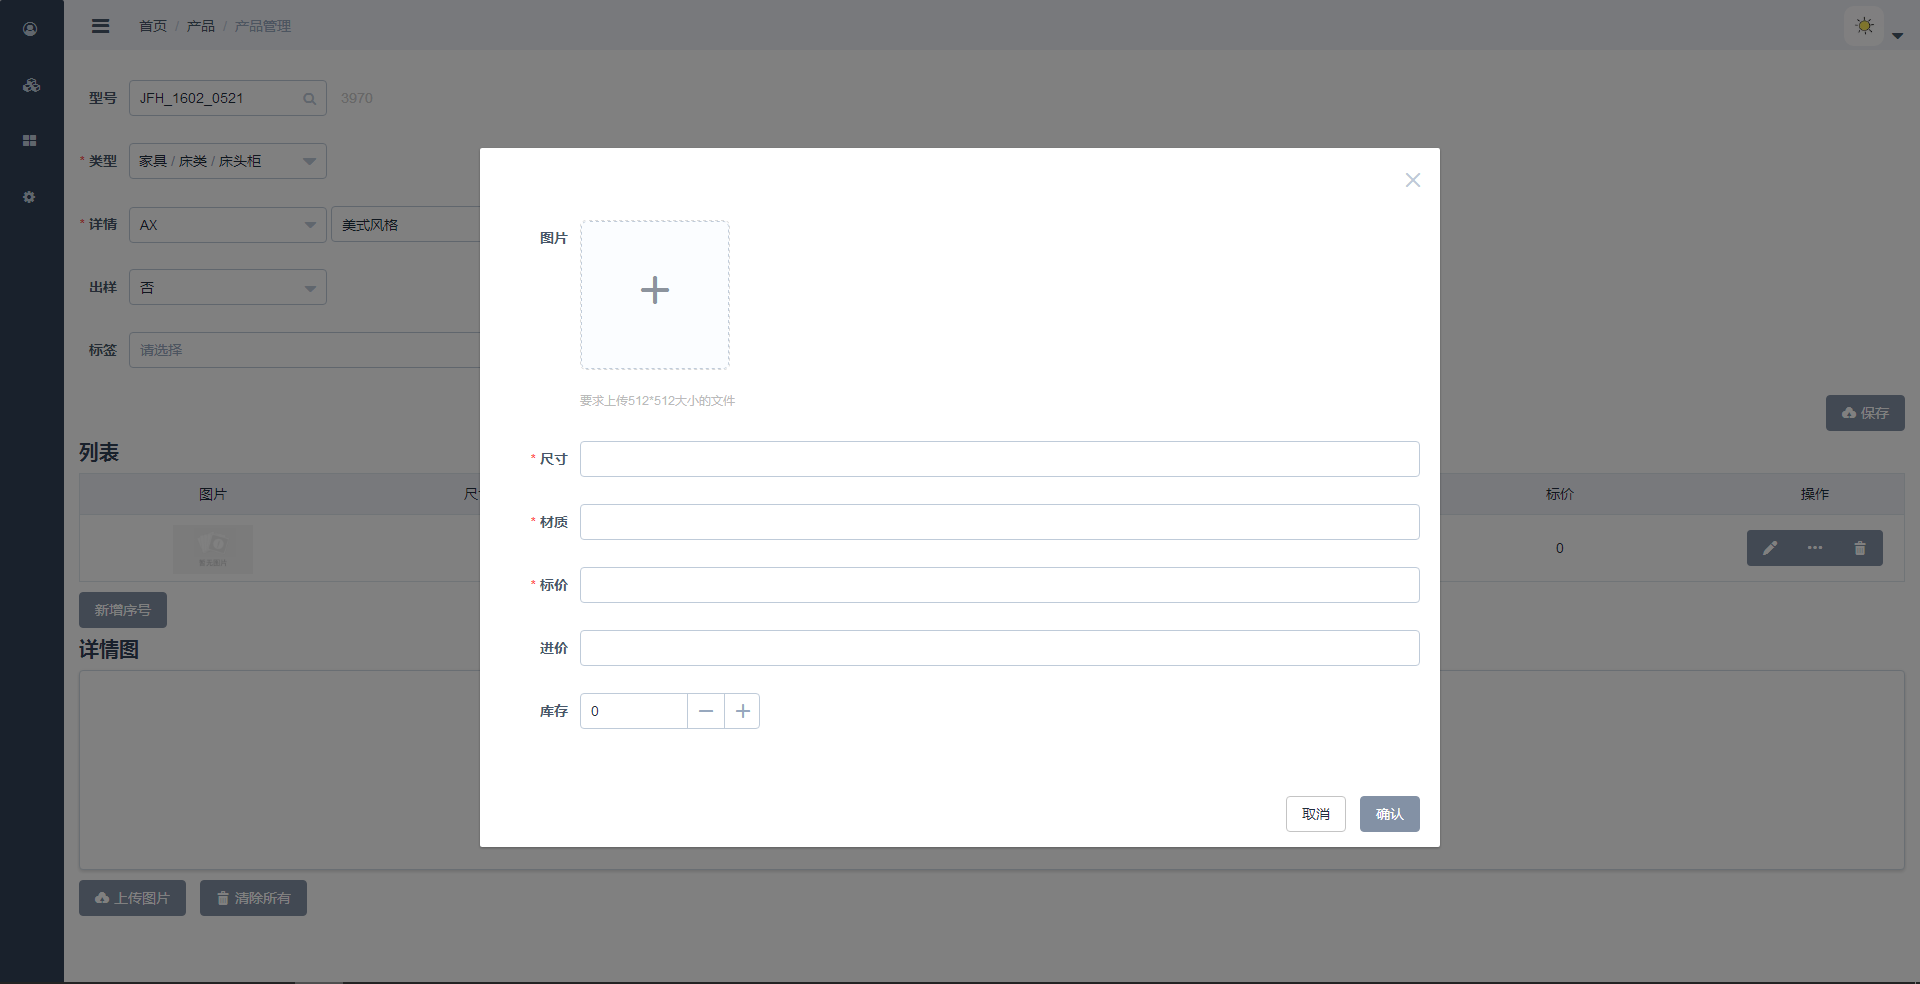 首页 / 产品 / 产品管理
型号 JFH_1602_0521 3970
* 类型 家具 / 床类 / 床头柜
* 详情 AX 美式风格
出样 否
标签 请选择
保存
列表
图片 尺 标价 操作
暂无图片 0
新增序号
详情图
上传图片 清除所有
图片
要求上传512*512大小的文件
* 尺寸
* 材质
* 标价
进价
库存 0
取消 确认